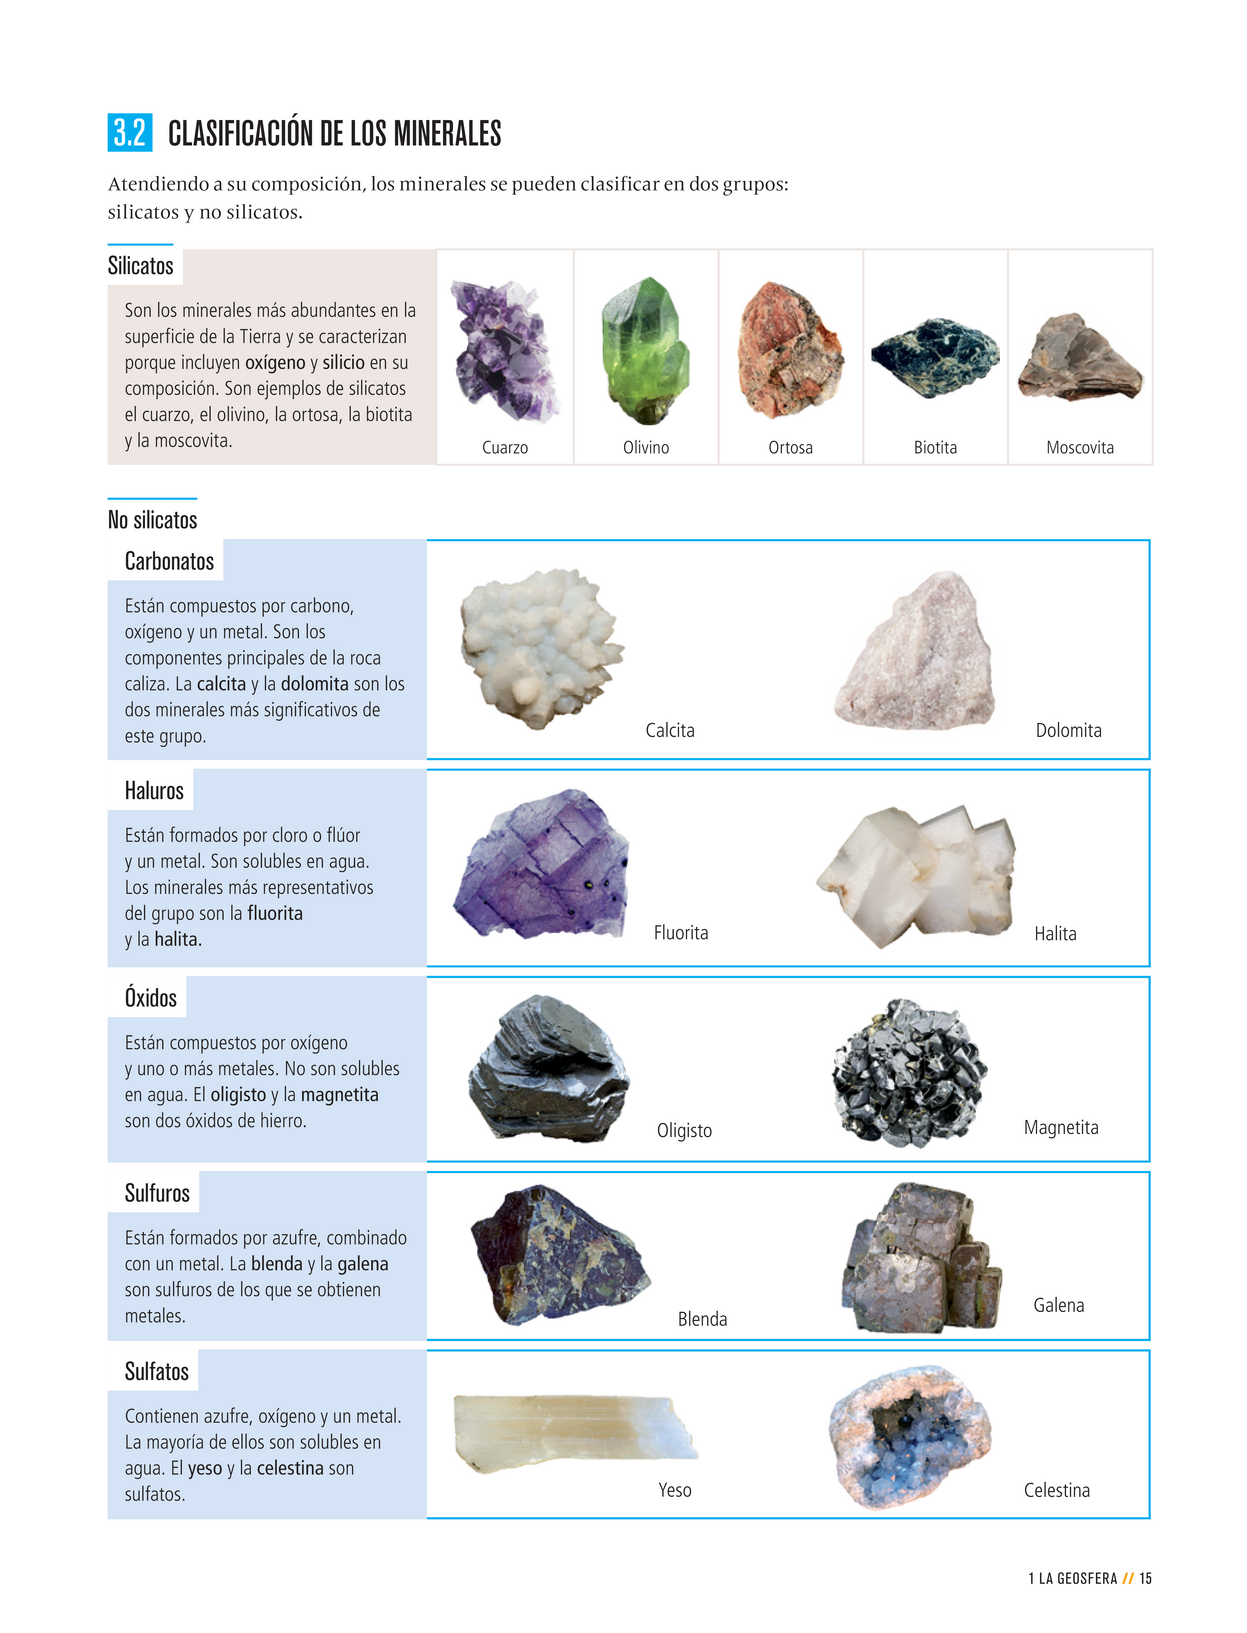 3.2 CLASIFICACIÓN DE LOS MINERALES
Atendiendo a su composición, los minerales se pueden clasificar en dos grupos:
silicatos y no silicatos.
Silicatos
Son los minerales más abundantes en la
superficie de la Tierra y se caracterizan
porque incluyen oxígeno y silicio en su
composición. Son ejemplos de silicatos
el cuarzo, el olivino, la ortosa, la biotita
y la moscovita.
Cuarzo
Olivino
Ortosa
Biotita
Moscovita
No silicatos
Carbonatos
Están compuestos por carbono,
oxígeno y un metal. Son los
componentes principales de la roca
caliza. La calcita y la dolomita son los
dos minerales más significativos de
este grupo.
Calcita
Dolomita
Haluros
Están formados por cloro o flúor
y un metal. Son solubles en agua.
Los minerales más representativos
del grupo son la fluorita
y la halita.
Fluorita
Halita
Óxidos
Están compuestos por oxígeno
y uno o más metales. No son solubles
en agua. El oligisto y la magnetita
son dos óxidos de hierro.
Oligisto
Magnetita
Sulfuros
Están formados por azufre, combinado
con un metal. La blenda y la galena
son sulfuros de los que se obtienen
metales.
Blenda
Galena
Sulfatos
Contienen azufre, oxígeno y un metal.
La mayoría de ellos son solubles en
agua. El yeso y la celestina son
sulfatos.
Yeso
Celestina
1 LA GEOSFERA // 15